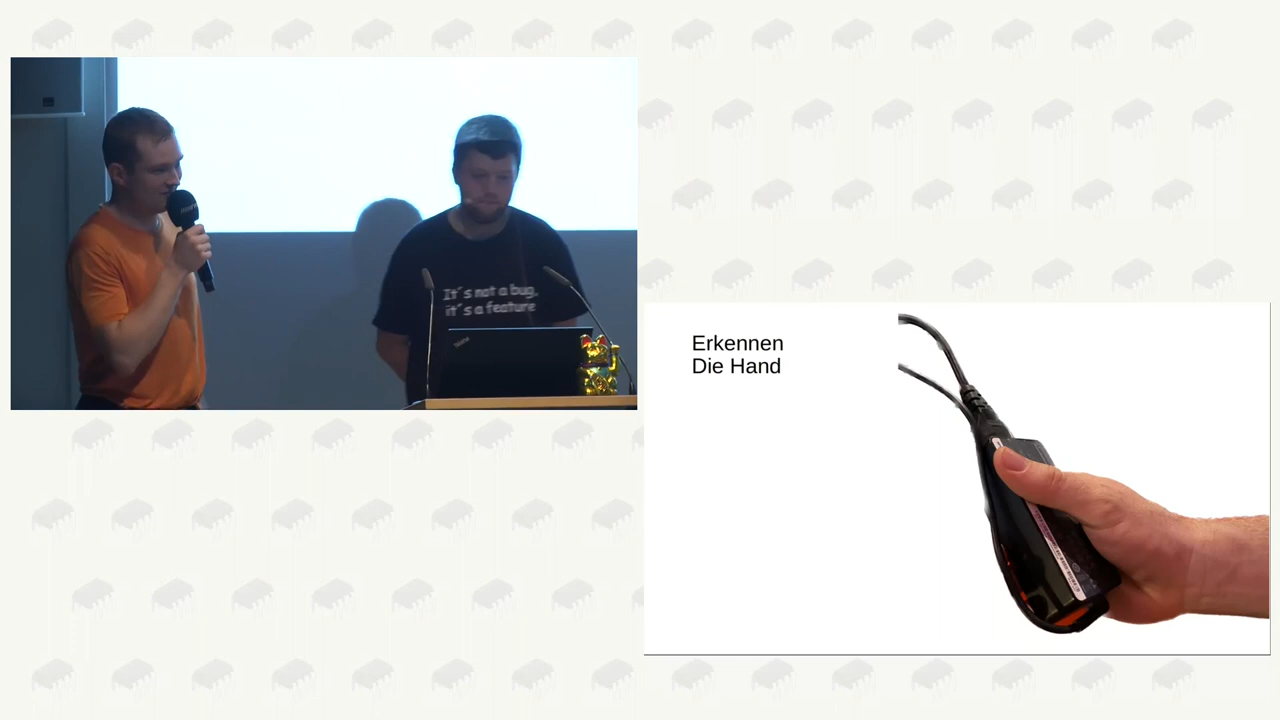 It's not a bug,
it's a feature
Erkennen
Die Hand